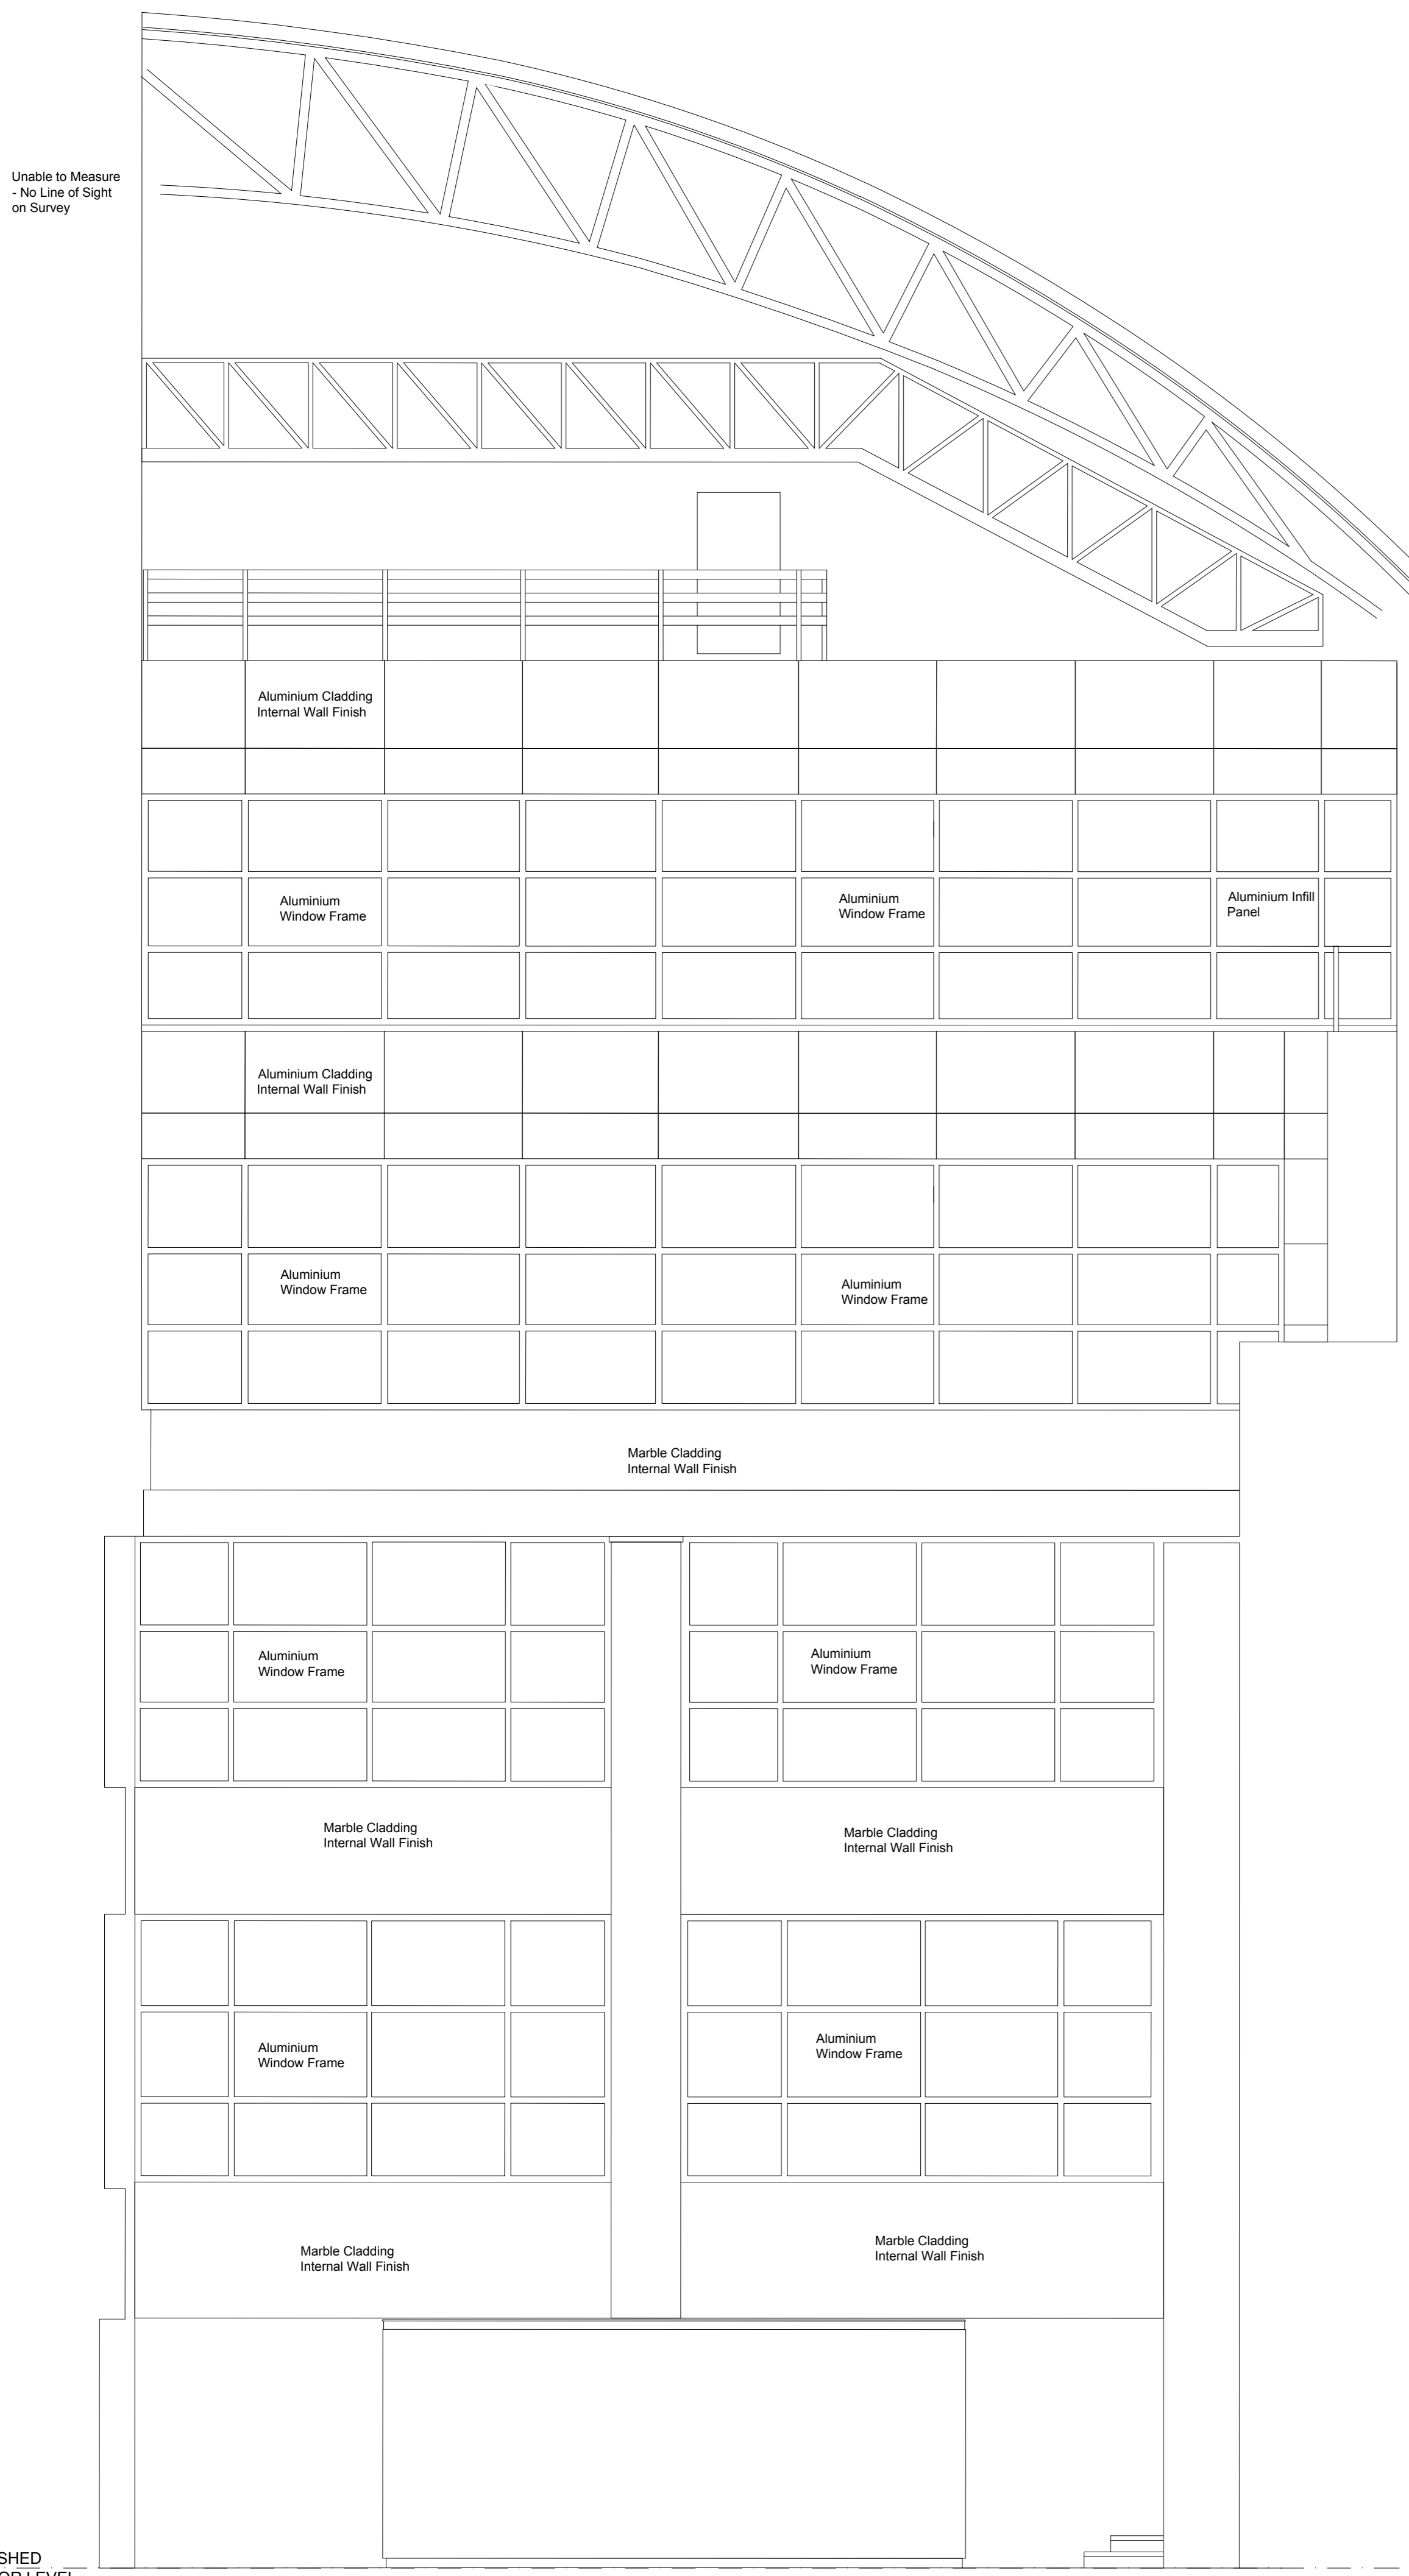 Unable to Measure
- No Line of Sight
on Survey
Aluminium Cladding
Internal Wall Finish
Aluminium
Window Frame
Aluminium
Window Frame
Aluminium Infill
Panel
Aluminium Cladding
Internal Wall Finish
Aluminium
Window Frame
Aluminium
Window Frame
Marble Cladding
Internal Wall Finish
Aluminium
Window Frame
Aluminium
Window Frame
Marble Cladding
Internal Wall Finish
Marble Cladding
Internal Wall Finish
Aluminium
Window Frame
Aluminium
Window Frame
Marble Cladding
Internal Wall Finish
Marble Cladding
Internal Wall Finish
SHED
LEVEL